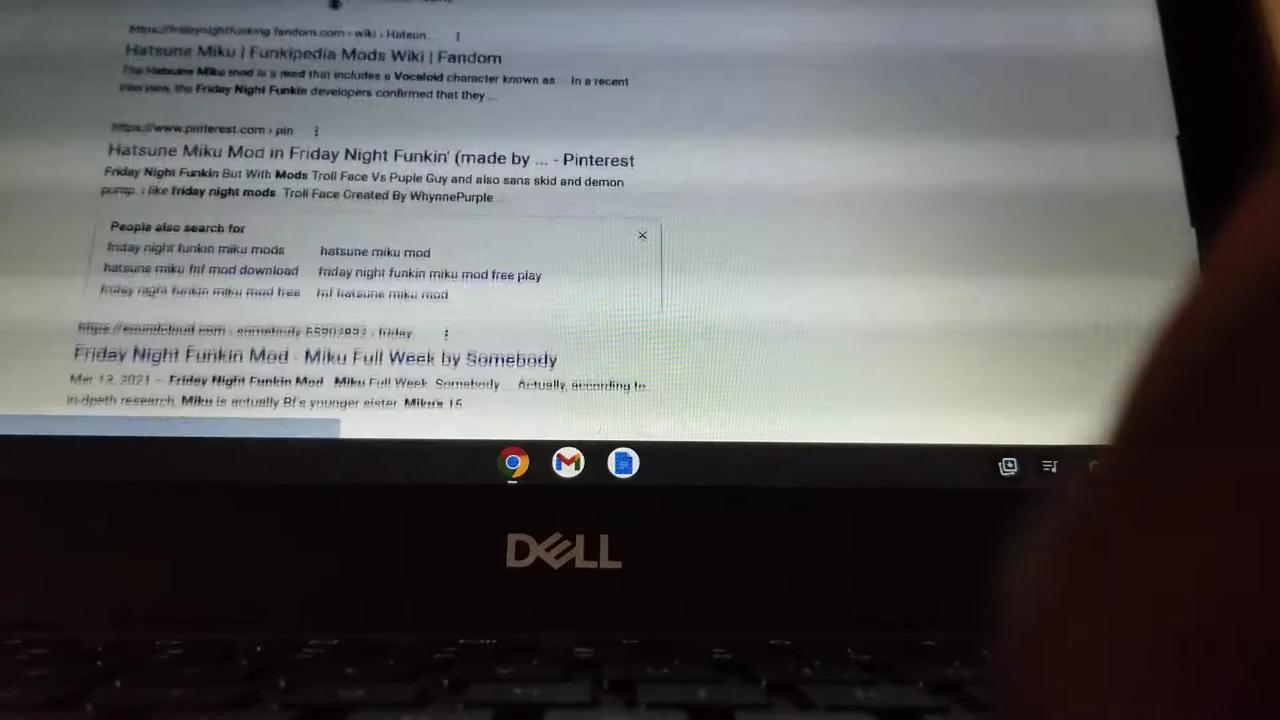 https://fridaynightfunking.fandom.com › wiki › Hatsun...
Hatsune Miku | Funkipedia Mods Wiki | Fandom
The Hatsune Miku mod is a mod that includes a Vocaloid character known as In a recent
interview, the Friday Night Funkin developers confirmed that they ...
https://www.pinterest.com › pin
Hatsune Miku Mod in Friday Night Funkin' (made by ... - Pinterest
Friday Night Funkin But With Mods Troll Face Vs Puple Guy and also sans skid and demon
pump. i like friday night mods Troll Face Created By WhynnePurple ...
People also search for
friday night funkin miku mods hatsune miku mod
hatsune miku fnf mod download friday night funkin miku mod free play
friday night funkin miku mod free fnf hatsune miku mod
https://soundcloud.com › somebody › friday
Friday Night Funkin Mod - Miku Full Week by Somebody
Mar 13, 2021 — Friday Night Funkin Mod Miku Full Week. Somebody ... Actually, according to
in-dpeth research, Miku is actually Bf's younger sister. Miku's 16
DELL